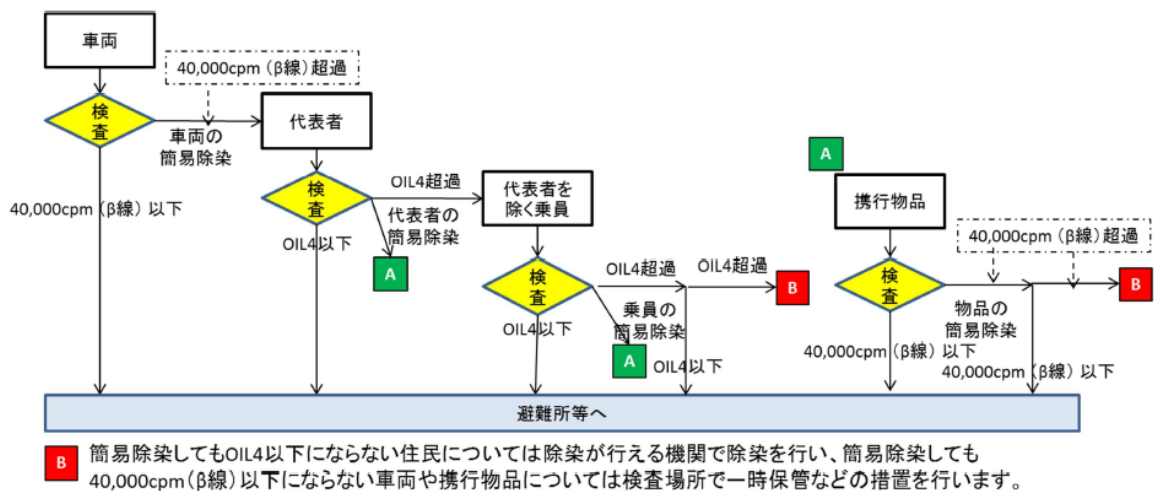 車両
40,000cpm (β線) 超過
検査
車両の
簡易除染
代表者
40,000cpm (β線) 以下
検査
OIL4超過
代表者の
簡易除染
A
OIL4以下
代表者を
除く乗員
検査
OIL4超過
OIL4超過
B
乗員の
簡易除染
A
OIL4以下
OIL4以下
A
携行物品
40,000cpm (β線) 超過
検査
B
物品の
簡易除染
40,000cpm (β線) 以下
40,000cpm (β線) 以下
避難所等へ
B 簡易除染してもOIL4以下にならない住民については除染が行える機関で除染を行い、簡易除染しても
40,000cpm(β線)以下にならない車両や携行物品については検査場所で一時保管などの措置を行います。